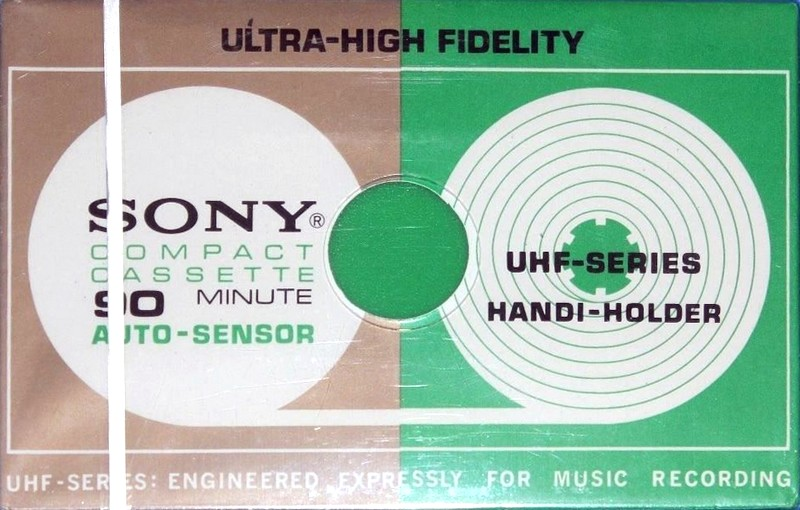 ULTRA-HIGH FIDELITY
SONY®
COMPACT
CASSETTE
90 MINUTE
AUTO-SENSOR
UHF-SERIES
HANDI-HOLDER
UHF-SERIES: ENGINEERED EXPRESSLY FOR MUSIC RECORDING